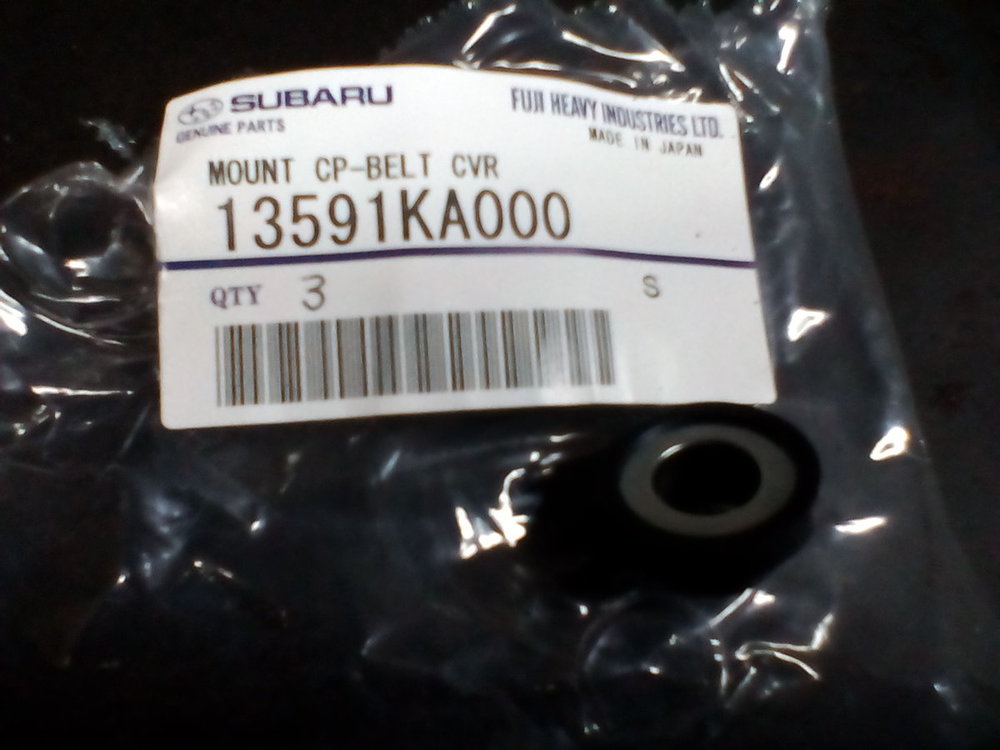 SUBARU
GENUINE PARTS
FUJI HEAVY INDUSTRIES LTD.
MADE IN JAPAN
MOUNT CP-BELT CVR
13591KA000
QTY 3 S